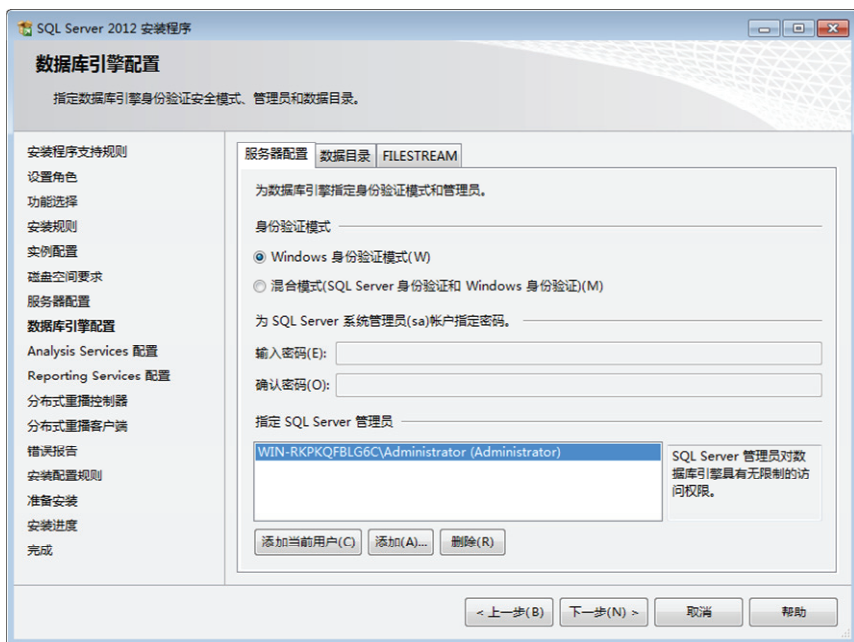 SQL Server 2012 安装程序
数据库引擎配置
指定数据库引擎身份验证安全模式、管理员和数据目录。
安装程序支持规则
设置角色
功能选择
安装规则
实例配置
磁盘空间要求
服务器配置
数据库引擎配置
Analysis Services 配置
Reporting Services 配置
分布式重播控制器
分布式重播客户端
错误报告
安装配置规则
准备安装
安装进度
完成
服务器配置 数据目录 FILESTREAM
为数据库引擎指定身份验证模式和管理员。
身份验证模式
Windows 身份验证模式(W)
混合模式(SQL Server 身份验证和 Windows 身份验证)(M)
为 SQL Server 系统管理员(sa)帐户指定密码。
输入密码(E):
确认密码(O):
指定 SQL Server 管理员
WIN-RKPKQFBLG6C\Administrator (Administrator)
SQL Server 管理员对数
据库引擎具有无限制的访
问权限。
添加当前用户(C) 添加(A)... 删除(R)
< 上一步(B) 下一步(N) > 取消 帮助